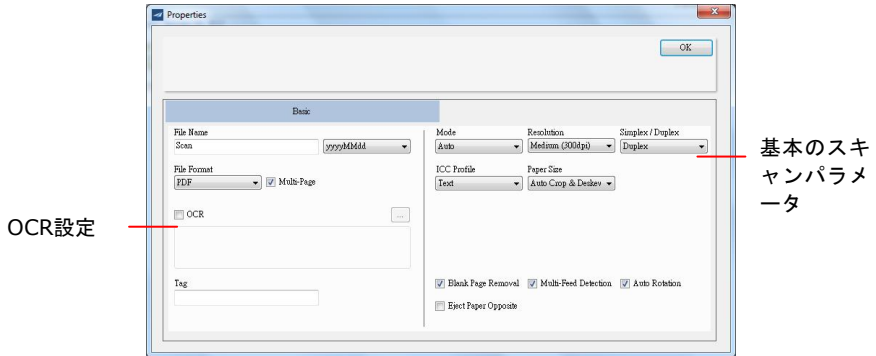 Properties
OK
Basic
File Name
Scan
yyyyMMdd
File Format
PDF
Multi-Page
OCR
...
Tag
Mode
Resolution
Simplex / Duplex
Auto
Medium (300dpi)
Duplex
ICC Profile
Paper Size
Text
Auto Crop & Deskew
Blank Page Removal
Multi-Feed Detection
Auto Rotation
Eject Paper Opposite
OCR設定
基本のスキ
ャンパラメ
ータ